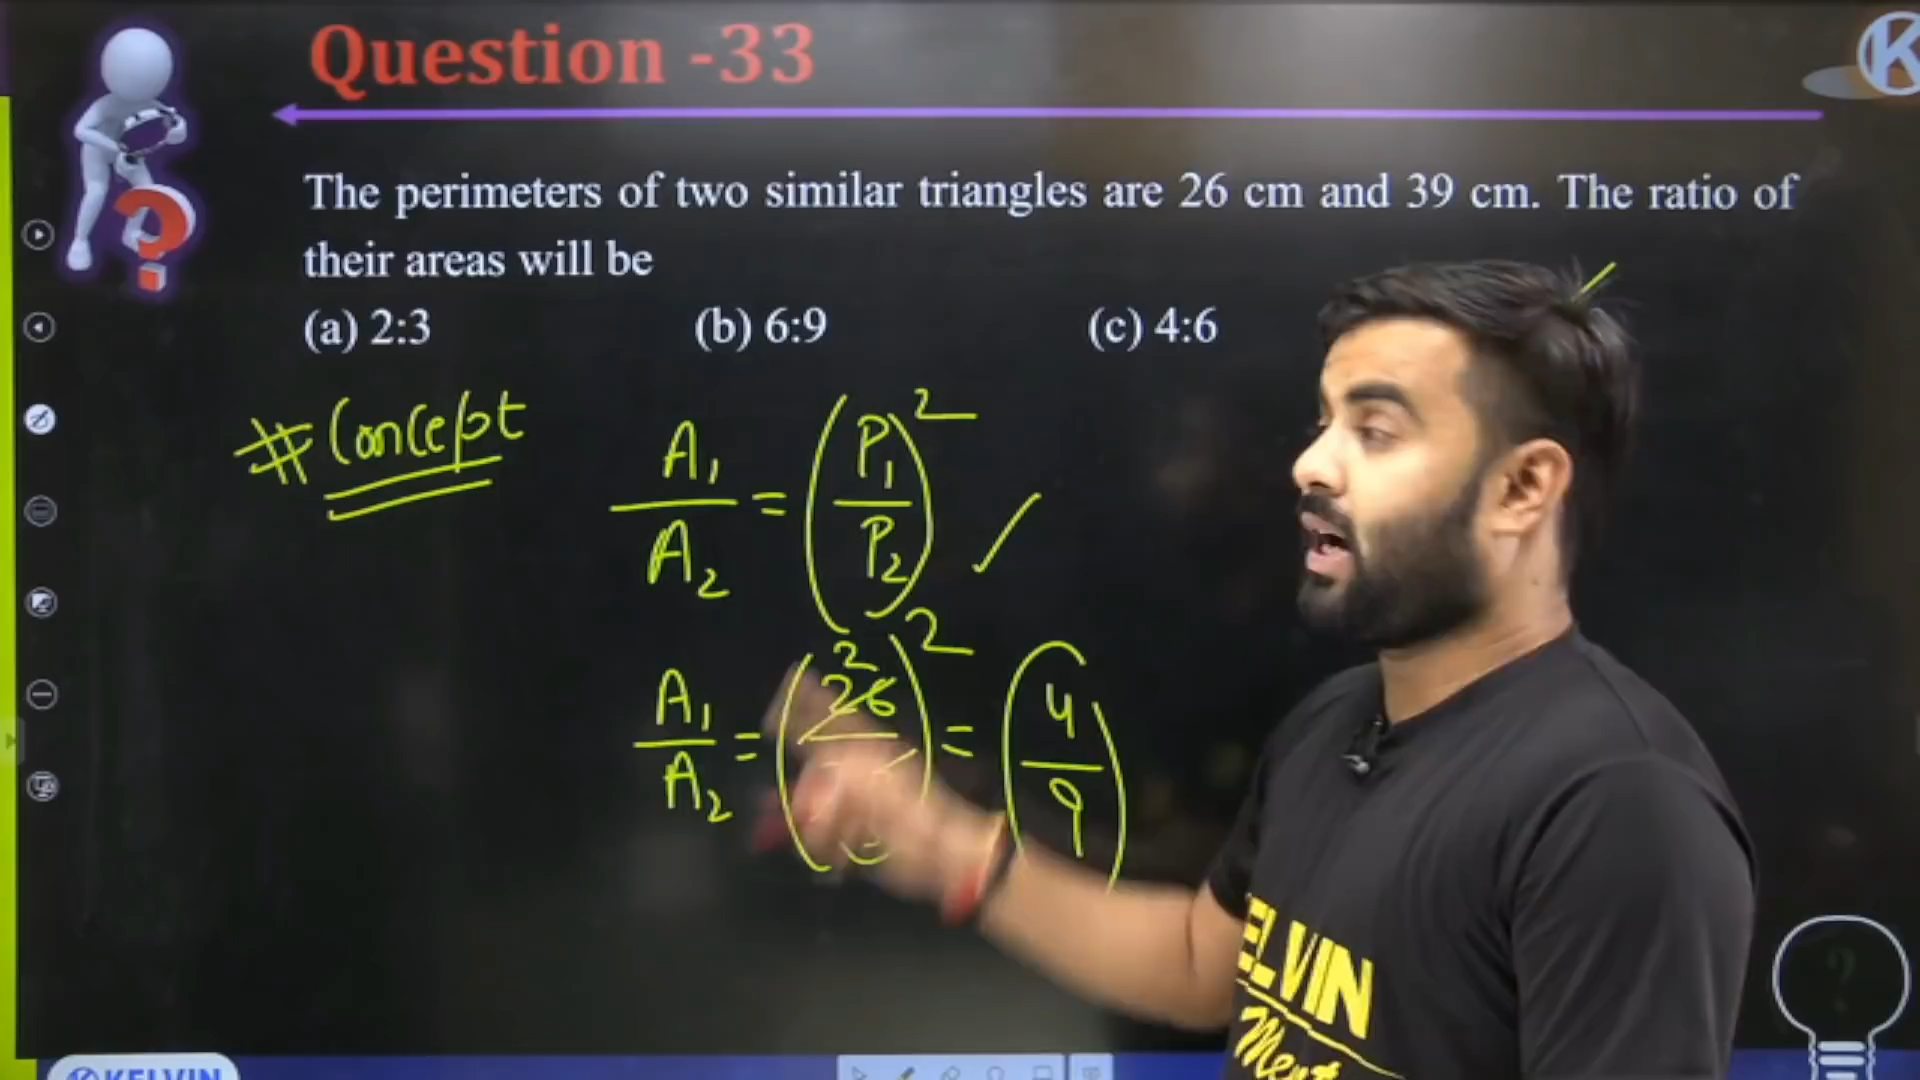 Question -33
K
The perimeters of two similar triangles are 26 cm and 39 cm. The ratio of
their areas will be
(a) 2:3 (b) 6:9 (c) 4:6
#Concept
A₁/A₂ = (P₁/P₂)²
A₁/A₂ = (26 2 = (4/9)
ELVIN
KELVIN